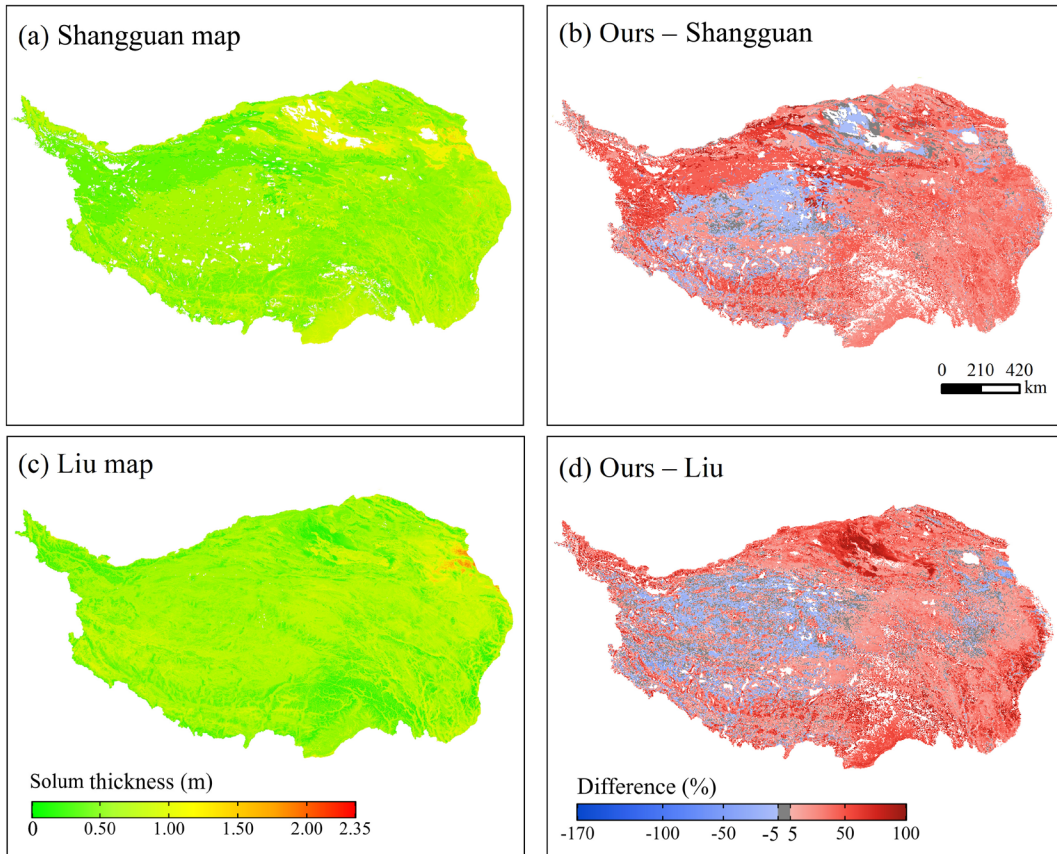 (a) Shangguan map
(b) Ours – Shangguan
0 210 420
km
(c) Liu map
(d) Ours – Liu
Solum thickness (m)
0 0.50 1.00 1.50 2.00 2.35
Difference (%)
-170 -100 -50 -5 5 50 100